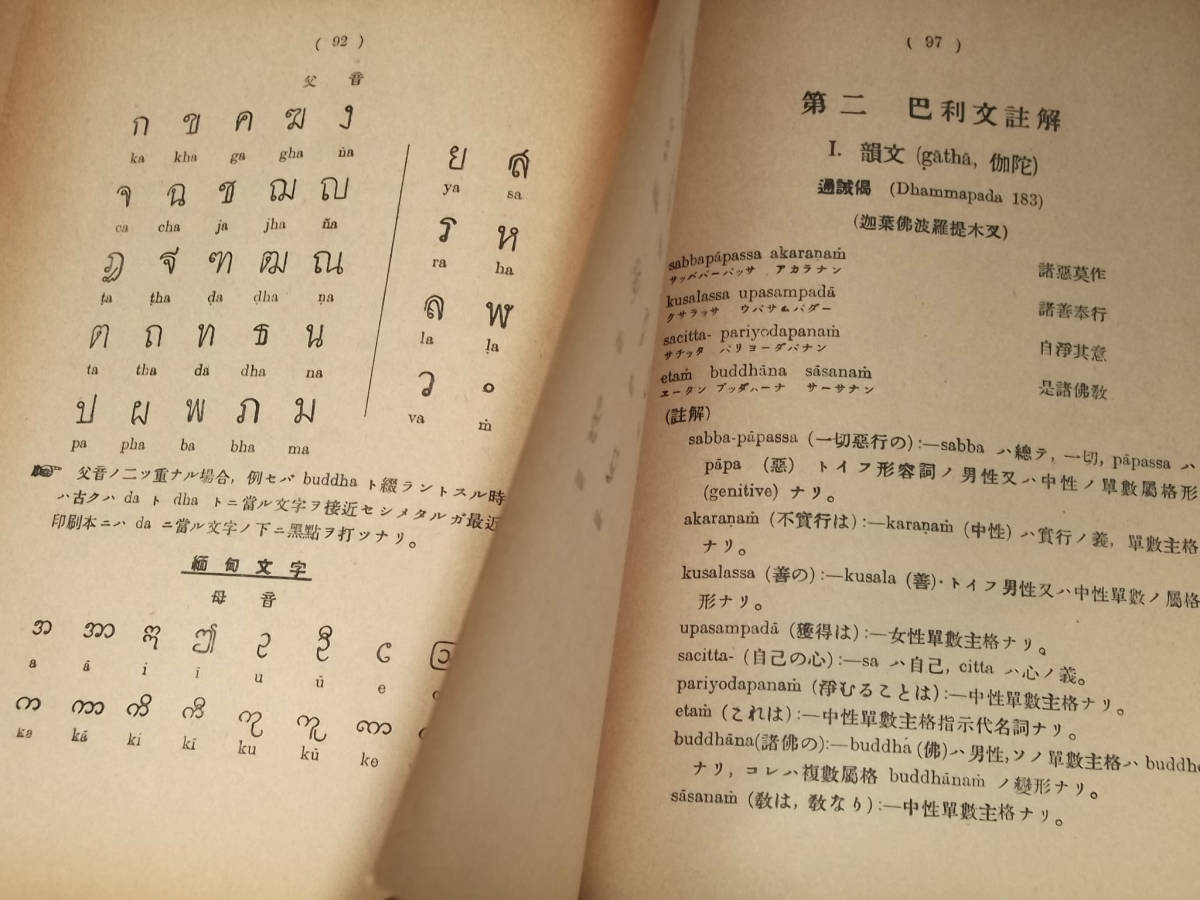 ( 92 )
父 音
ก ข ค ฆ ง
ka kha ga gha ṅa
จ ฉ ช ฌ ญ
ca cha ja jha ña
ฏ ฐ ฑ ฒ ณ
ṭa ṭha ḍa ḍha ṇa
ต ถ ท ธ น
ta tha da dha na
ป ผ พ ภ ม
pa pha ba bha ma
ย ส
ya sa
ร ห
ra ha
ล ฬ
la ḷa
ว ๐
va ṁ
☞ 父音ノ二ツ重ナル場合, 例セバ buddha ト綴ラントスル時
ハ古クハ da ト dha トニ當ル文字ヲ接近セシメタルガ最近
印刷本ニハ da ニ當ル文字ノ下ニ黑點ヲ打ツナリ。
緬甸文字
母 音
အ အာ ဣ ဤ ဥ ဦ ဧ
a ā i ī u ū e
က ကာ ကိ ကီ ကု ကူ ကေ
ka kā ki kī ku kū ke
( 97 )
第二 巴利文註解
I. 韻文 (gāthā, 伽陀)
通誡偈 (Dhammapada 183)
(迦葉佛波羅提木叉)
sabbapāpassa akaraṇaṁ 諸惡莫作
サッベパーパッサ アカラナン
kusalassa upasampadā 諸善奉行
クサラッサ ウパサムパダー
sacitta- pariyodapanaṁ 自淨其意
サチッタ パリヨーダパナン
etaṁ buddhāna sāsanaṁ 是諸佛敎
エータン ブッダハーナ サーサナン
(註解)
sabba-pāpassa (一切惡行の):—sabba ハ總テ, 一切, pāpassa ハ
pāpa (惡) トイフ形容詞ノ男性又ハ中性ノ單數屬格形
(genitive) ナリ。
akaraṇaṁ (不實行は):—karaṇaṁ (中性) ハ實行ノ義, 單數主格
ナリ。
kusalassa (善の):—kusala (善)·トイフ男性又ハ中性單數ノ屬格
形ナリ。
upasampadā (獲得は):—女性單數主格ナリ。
sacitta- (自己の心):—sa ハ自己, citta ハ心ノ義。
pariyodapanaṁ (淨むることは):—中性單數主格ナリ。
etaṁ (これは):—中性單數主格指示代名詞ナリ。
buddhāna(諸佛の):—buddha (佛)ハ男性,ソノ單數主格ハ buddho
ナリ, コレハ複數屬格 buddhānaṁ ノ變形ナリ。
sāsanaṁ (敎は, 敎なり):—中性單數主格ナリ。